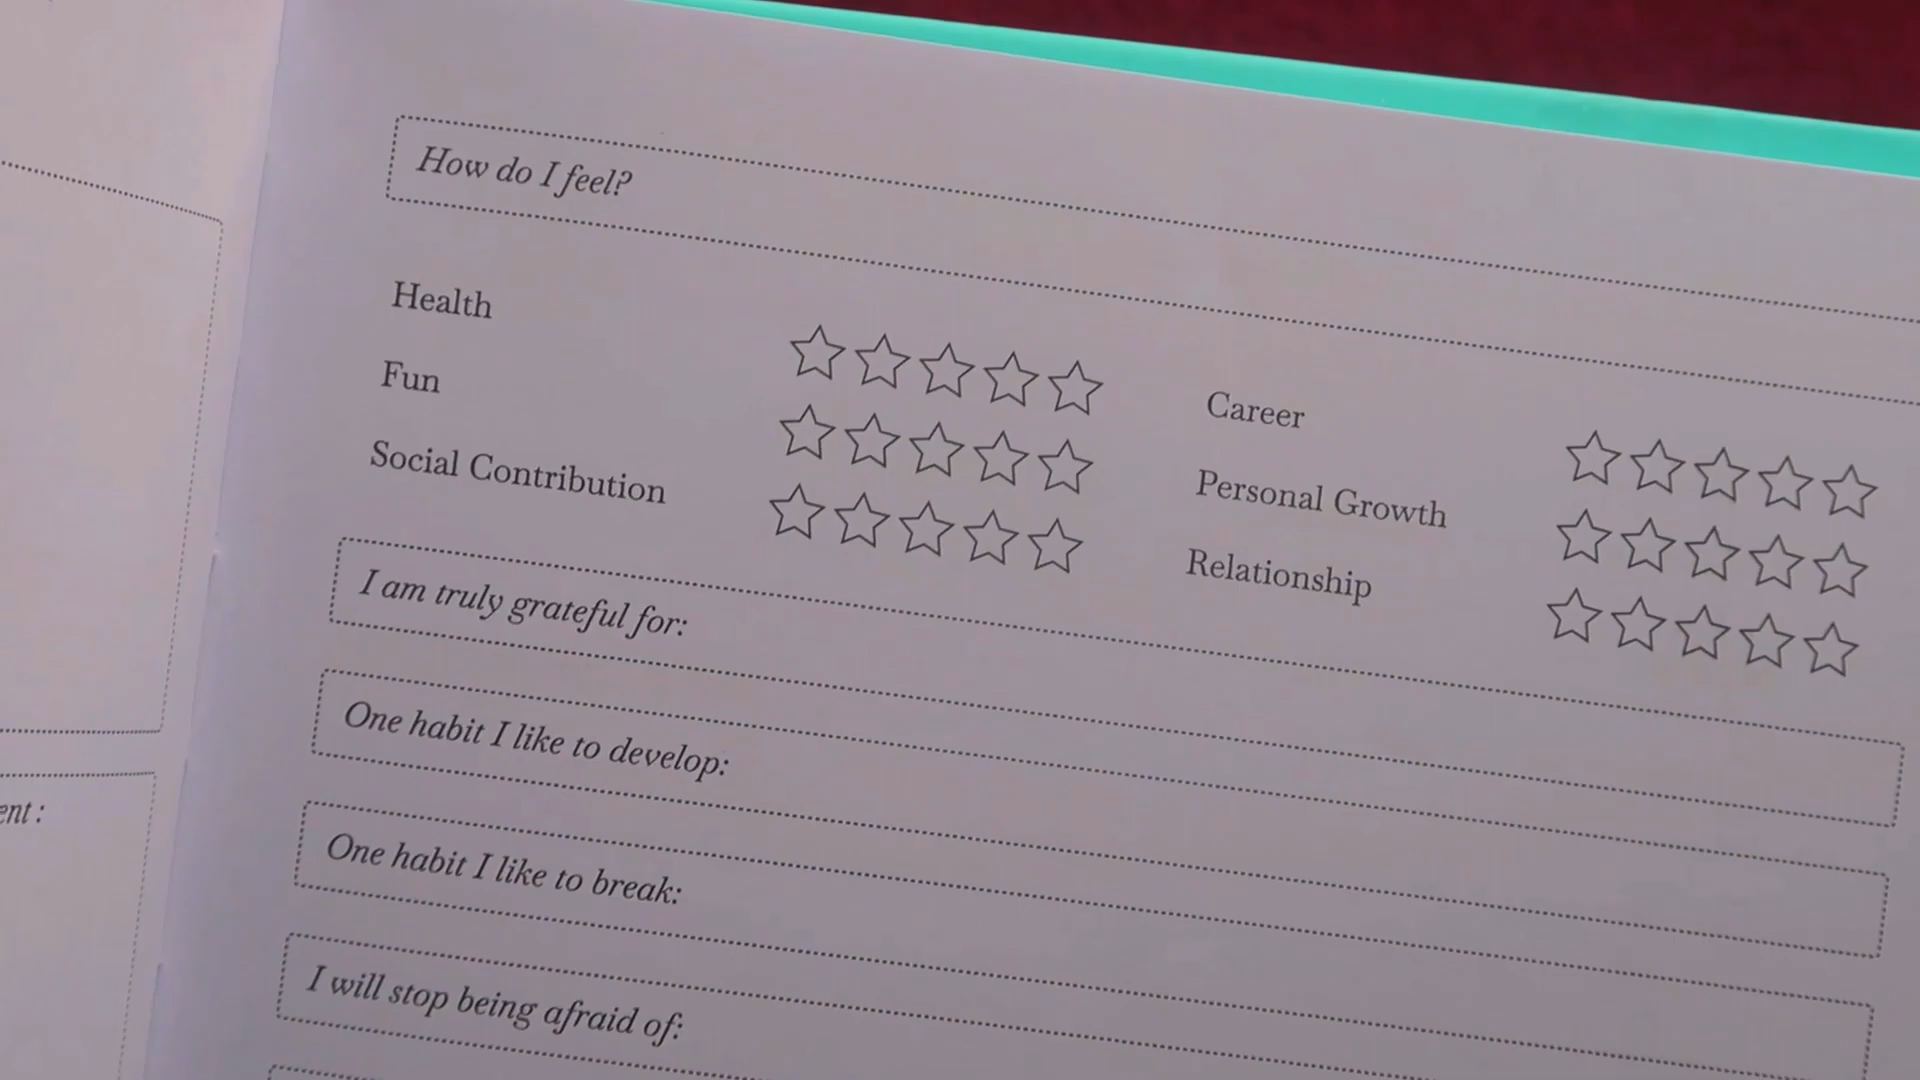 How do I feel?
Health
Fun
Social Contribution
Career
Personal Growth
Relationship
I am truly grateful for:
One habit I like to develop:
One habit I like to break:
I will stop being afraid of: